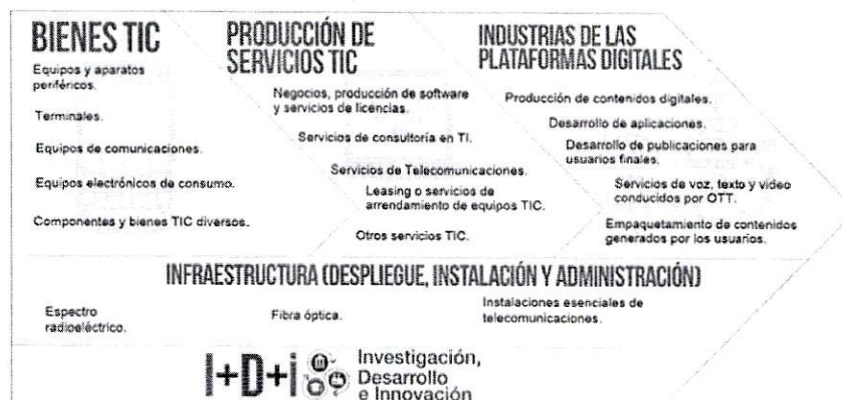 BIENES TIC
Equipos y aparatos
periféricos.
Terminales.
Equipos de comunicaciones.
Equipos electrónicos de consumo.
Componentes y bienes TIC diversos.
PRODUCCIÓN DE
SERVICIOS TIC
Negocios, producción de software
y servicios de licencias.
Servicios de consultoría en TI.
Servicios de Telecomunicaciones.
Leasing o servicios de
arrendamiento de equipos TIC.
Otros servicios TIC.
INDUSTRIAS DE LAS
PLATAFORMAS DIGITALES
Producción de contenidos digitales.
Desarrollo de aplicaciones.
Desarrollo de publicaciones para
usuarios finales.
Servicios de voz, texto y video
conducidos por OTT.
Empaquetamiento de contenidos
generados por los usuarios.
INFRAESTRUCTURA (DESPLIEGUE, INSTALACIÓN Y ADMINISTRACIÓN)
Espectro
radioeléctrico.
Fibra óptica.
Instalaciones esenciales de
telecomunicaciones.
I+D+i
Investigación,
Desarrollo
e Innovación